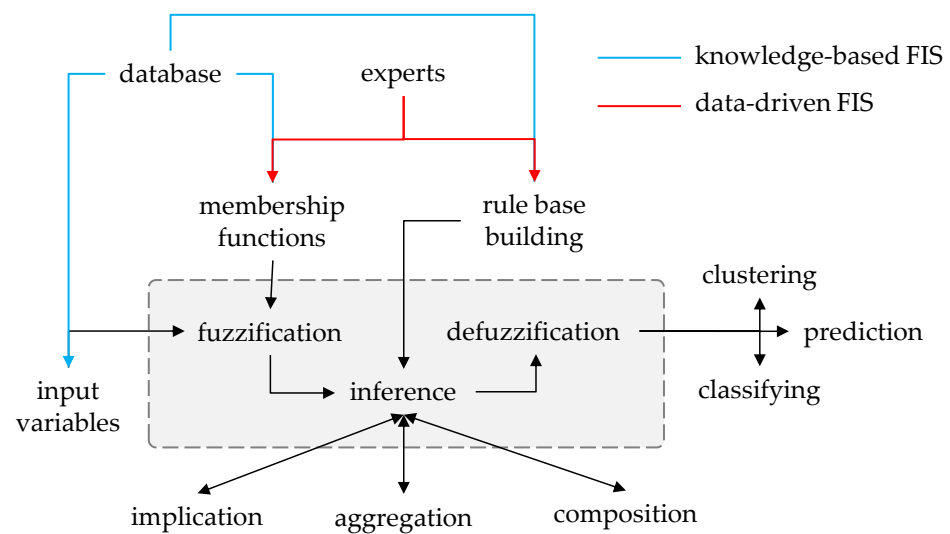 knowledge-based FIS
database
experts
data-driven FIS
membership
functions
rule base
building
clustering
fuzzification
defuzzification
prediction
input
variables
inference
classifying
implication
aggregation
composition